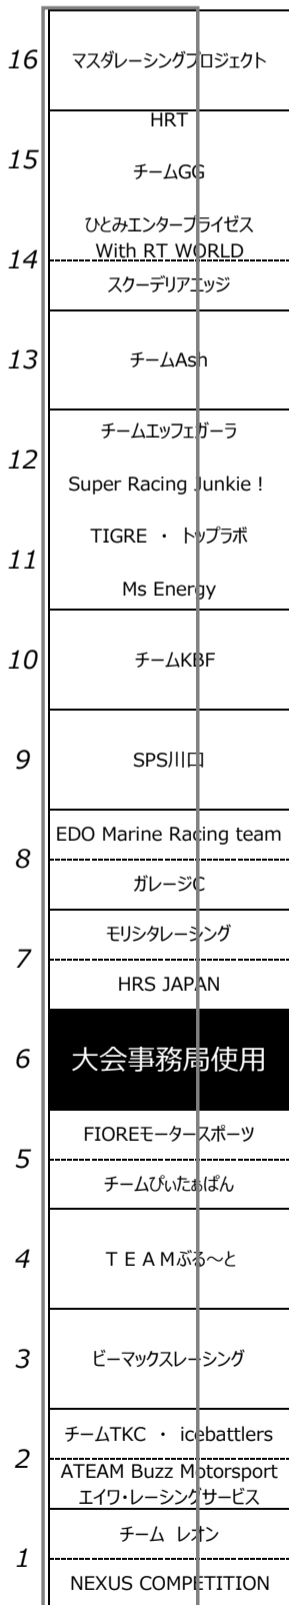 16
マスダレーシングプロジェクト
HRT
15
チームGG
ひとみエンタープライゼス
With RT WORLD
14
スクーデリアエッジ
13
チームAsh
チームエッフェガーラ
12
Super Racing Junkie！
TIGRE ・ トップラボ
11
Ms Energy
10
チームKBF
9
SPS川口
EDO Marine Racing team
8
ガレージC
モリシタレーシング
7
HRS JAPAN
6
大会事務局使用
FIOREモータースポーツ
5
チームぴぃたぁぱん
4
ＴＥＡＭぶる～と
3
ビーマックスレーシング
チームTKC ・ icebattlers
2
ATEAM Buzz Motorsport
エイワ・レーシングサービス
チーム レオン
1
NEXUS COMPETITION